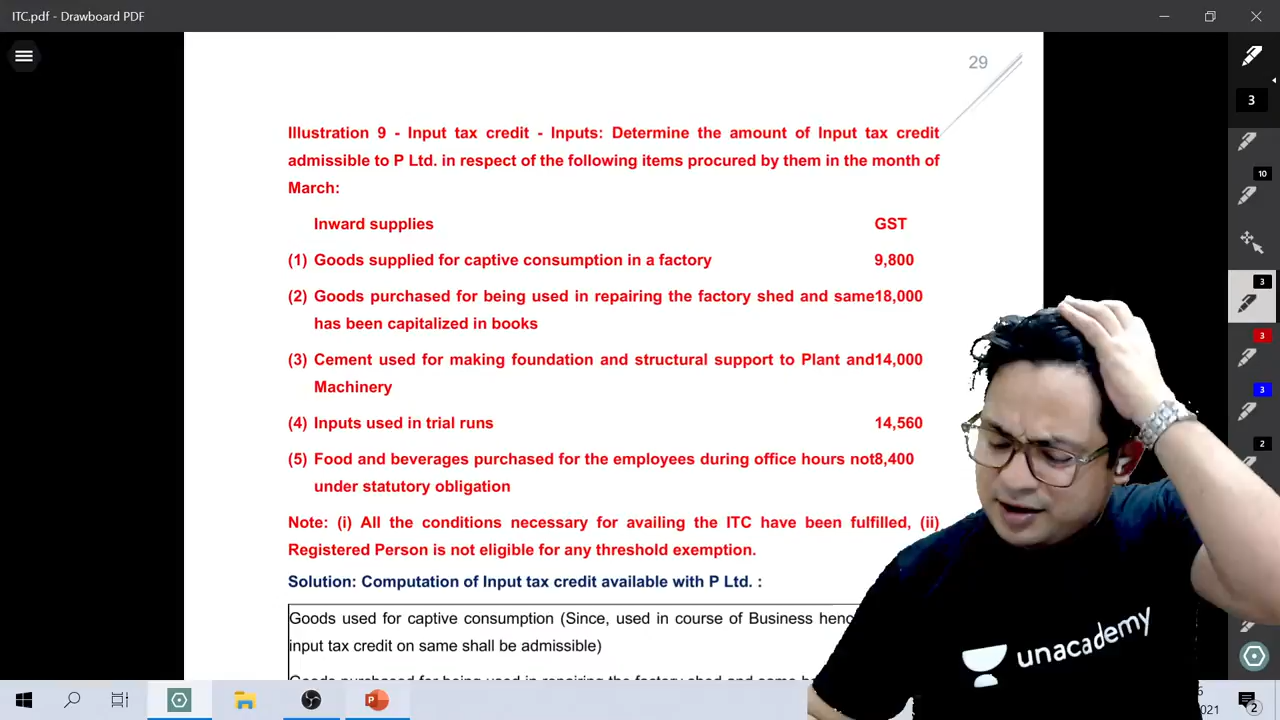 ITC.pdf - Drawboard PDF
29
3
Illustration 9 - Input tax credit - Inputs: Determine the amount of Input tax credit
admissible to P Ltd. in respect of the following items procured by them in the month of
March:
Inward supplies GST
(1) Goods supplied for captive consumption in a factory 9,800
(2) Goods purchased for being used in repairing the factory shed and same 18,000
has been capitalized in books
(3) Cement used for making foundation and structural support to Plant and 14,000
Machinery
(4) Inputs used in trial runs 14,560
(5) Food and beverages purchased for the employees during office hours not 8,400
under statutory obligation
Note: (i) All the conditions necessary for availing the ITC have been fulfilled, (ii)
Registered Person is not eligible for any threshold exemption.
Solution: Computation of Input tax credit available with P Ltd. :
Goods used for captive consumption (Since, used in course of Business
input tax credit on same shall be admissible)
10
3
3
3
2
unacademy
2